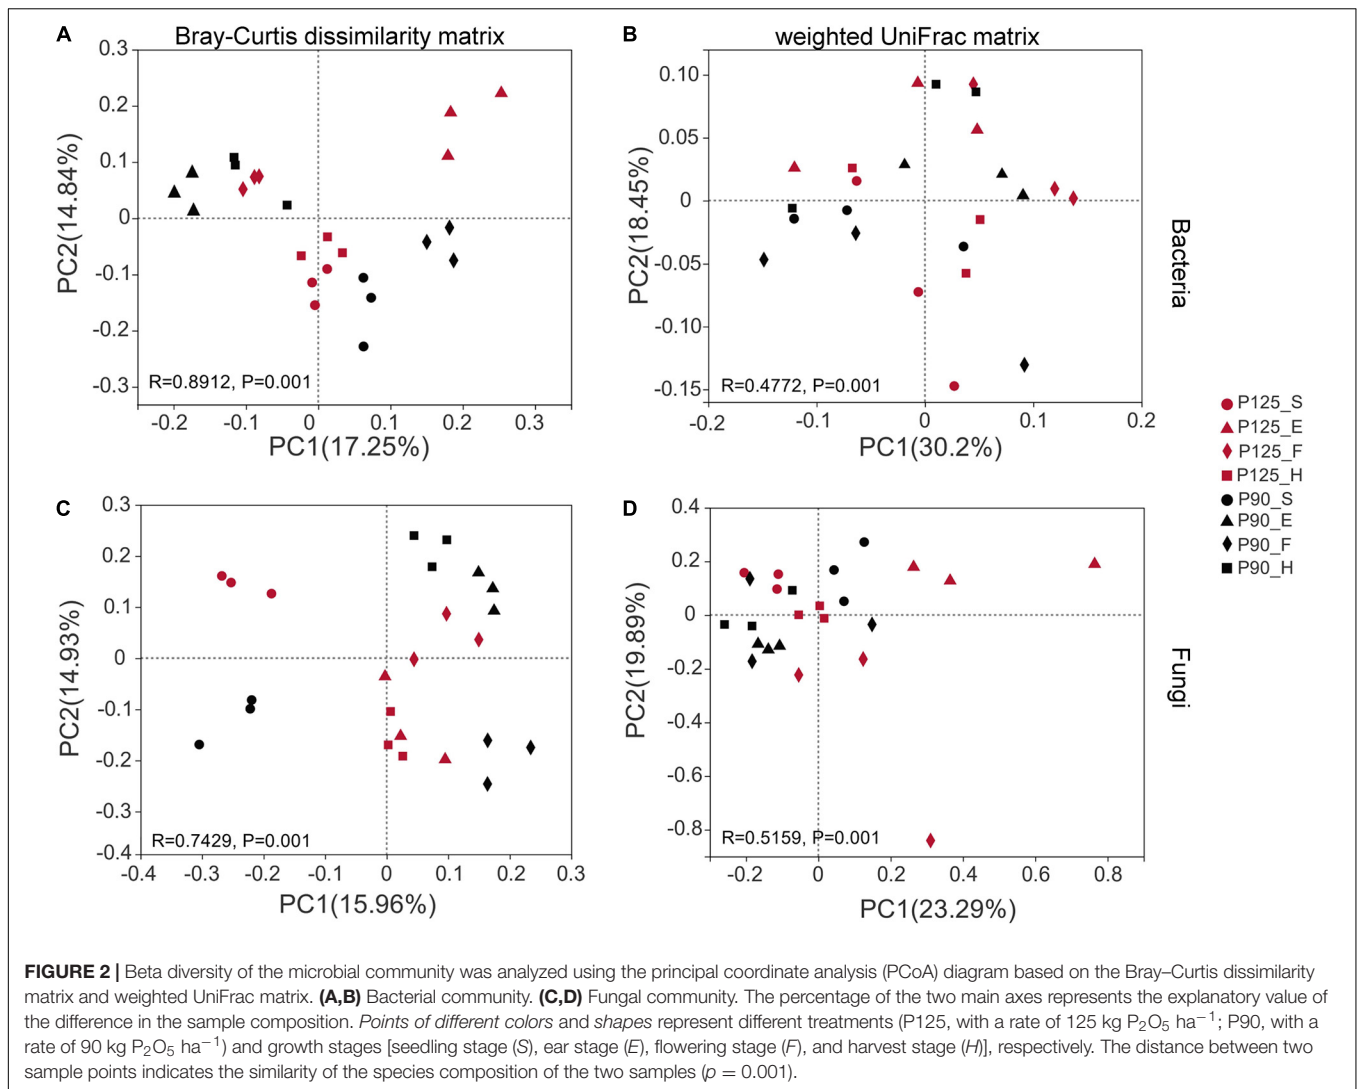 A
Bray-Curtis dissimilarity matrix
0.3
0.2
0.1
0
-0.1
-0.2
-0.3
PC2(14.84%)
R=0.8912, P=0.001
-0.2
-0.1
0
0.1
0.2
0.3
PC1(17.25%)
B
weighted UniFrac matrix
0.10
0.05
0
-0.05
-0.10
-0.15
PC2(18.45%)
R=0.4772, P=0.001
-0.2
-0.1
0
0.1
0.2
PC1(30.2%)
Bacteria
P125_S
P125_E
P125_F
P125_H
P90_S
P90_E
P90_F
P90_H
C
0.3
0.2
0.1
0
-0.1
-0.2
-0.3
-0.4
PC2(14.93%)
R=0.7429, P=0.001
-0.4
-0.3
-0.2
-0.1
0
0.1
0.2
0.3
PC1(15.96%)
D
0.4
0.2
0
-0.2
-0.4
-0.6
-0.8
PC2(19.89%)
R=0.5159, P=0.001
-0.2
0
0.2
0.4
0.6
0.8
PC1(23.29%)
Fungi
FIGURE 2 | Beta diversity of the microbial community was analyzed using the principal coordinate analysis (PCoA) diagram based on the Bray–Curtis dissimilarity
matrix and weighted UniFrac matrix. (A,B) Bacterial community. (C,D) Fungal community. The percentage of the two main axes represents the explanatory value of
the difference in the sample composition. Points of different colors and shapes represent different treatments (P125, with a rate of 125 kg P₂O₅ ha⁻¹; P90, with a
rate of 90 kg P₂O₅ ha⁻¹) and growth stages [seedling stage (S), ear stage (E), flowering stage (F), and harvest stage (H)], respectively. The distance between two
sample points indicates the similarity of the species composition of the two samples (p = 0.001).